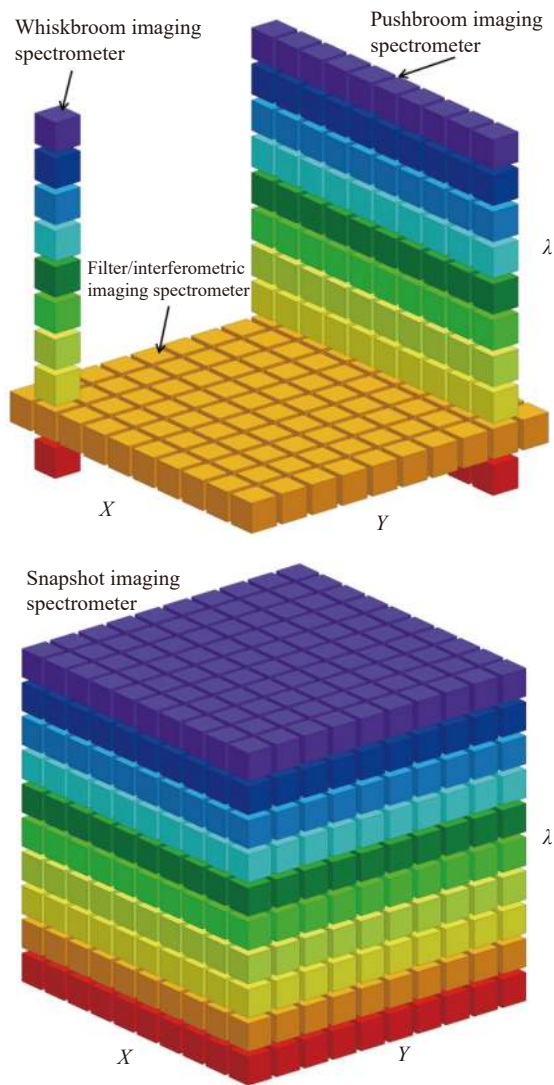 Whiskbroom imaging
spectrometer
Pushbroom imaging
spectrometer
λ
Filter/interferometric
imaging spectrometer
X
Y
Snapshot imaging
spectrometer
λ
X
Y